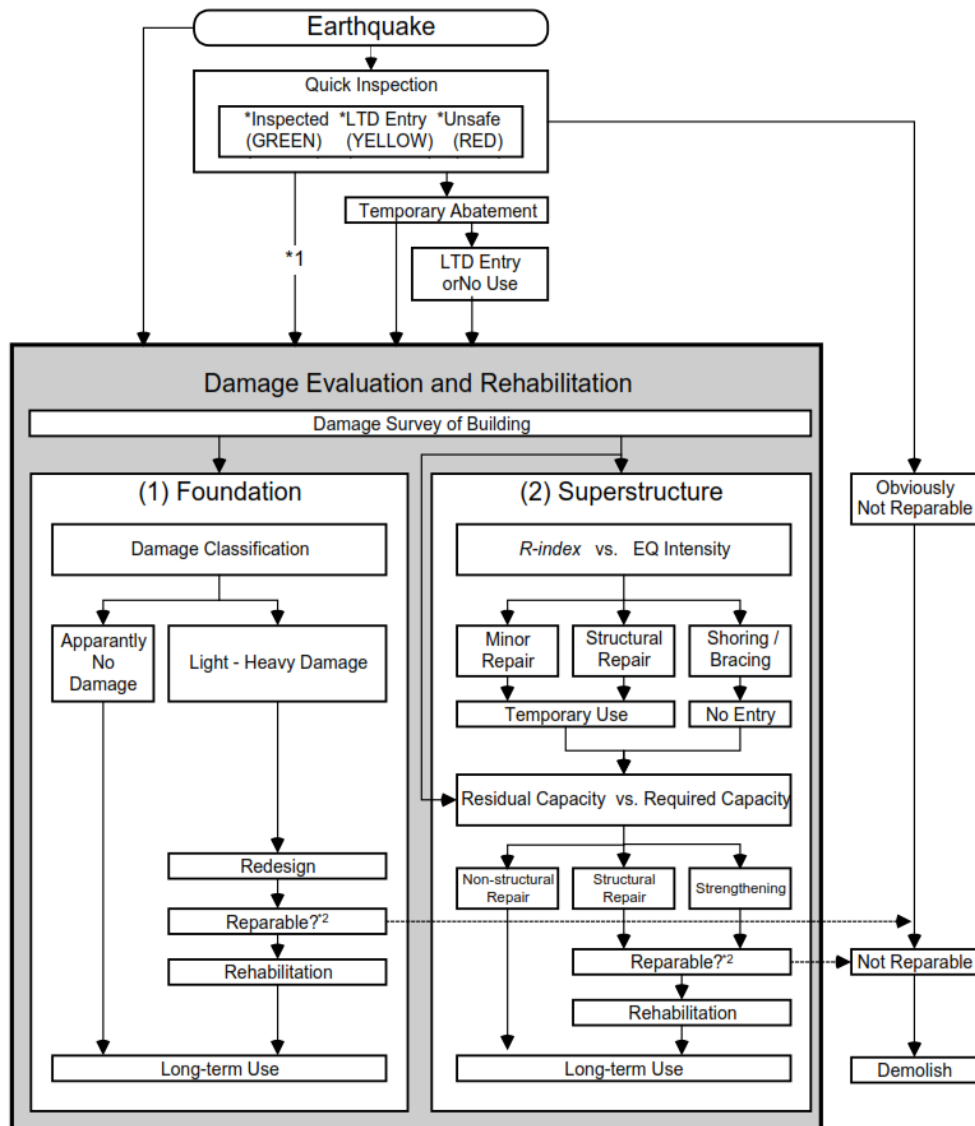 Earthquake
Quick Inspection
*Inspected *LTD Entry *Unsafe
(GREEN) (YELLOW) (RED)
Temporary Abatement
*1
LTD Entry
orNo Use
Damage Evaluation and Rehabilitation
Damage Survey of Building
(1) Foundation
Damage Classification
Apparantly
No
Damage
Light - Heavy Damage
Redesign
Reparable?*2
Rehabilitation
Long-term Use
(2) Superstructure
R-index vs. EQ Intensity
Minor
Repair
Structural
Repair
Shoring /
Bracing
Temporary Use
No Entry
Residual Capacity vs. Required Capacity
Non-structural
Repair
Structural
Repair
Strengthening
Reparable?*2
Rehabilitation
Long-term Use
Obviously
Not Reparable
Not Reparable
Demolish